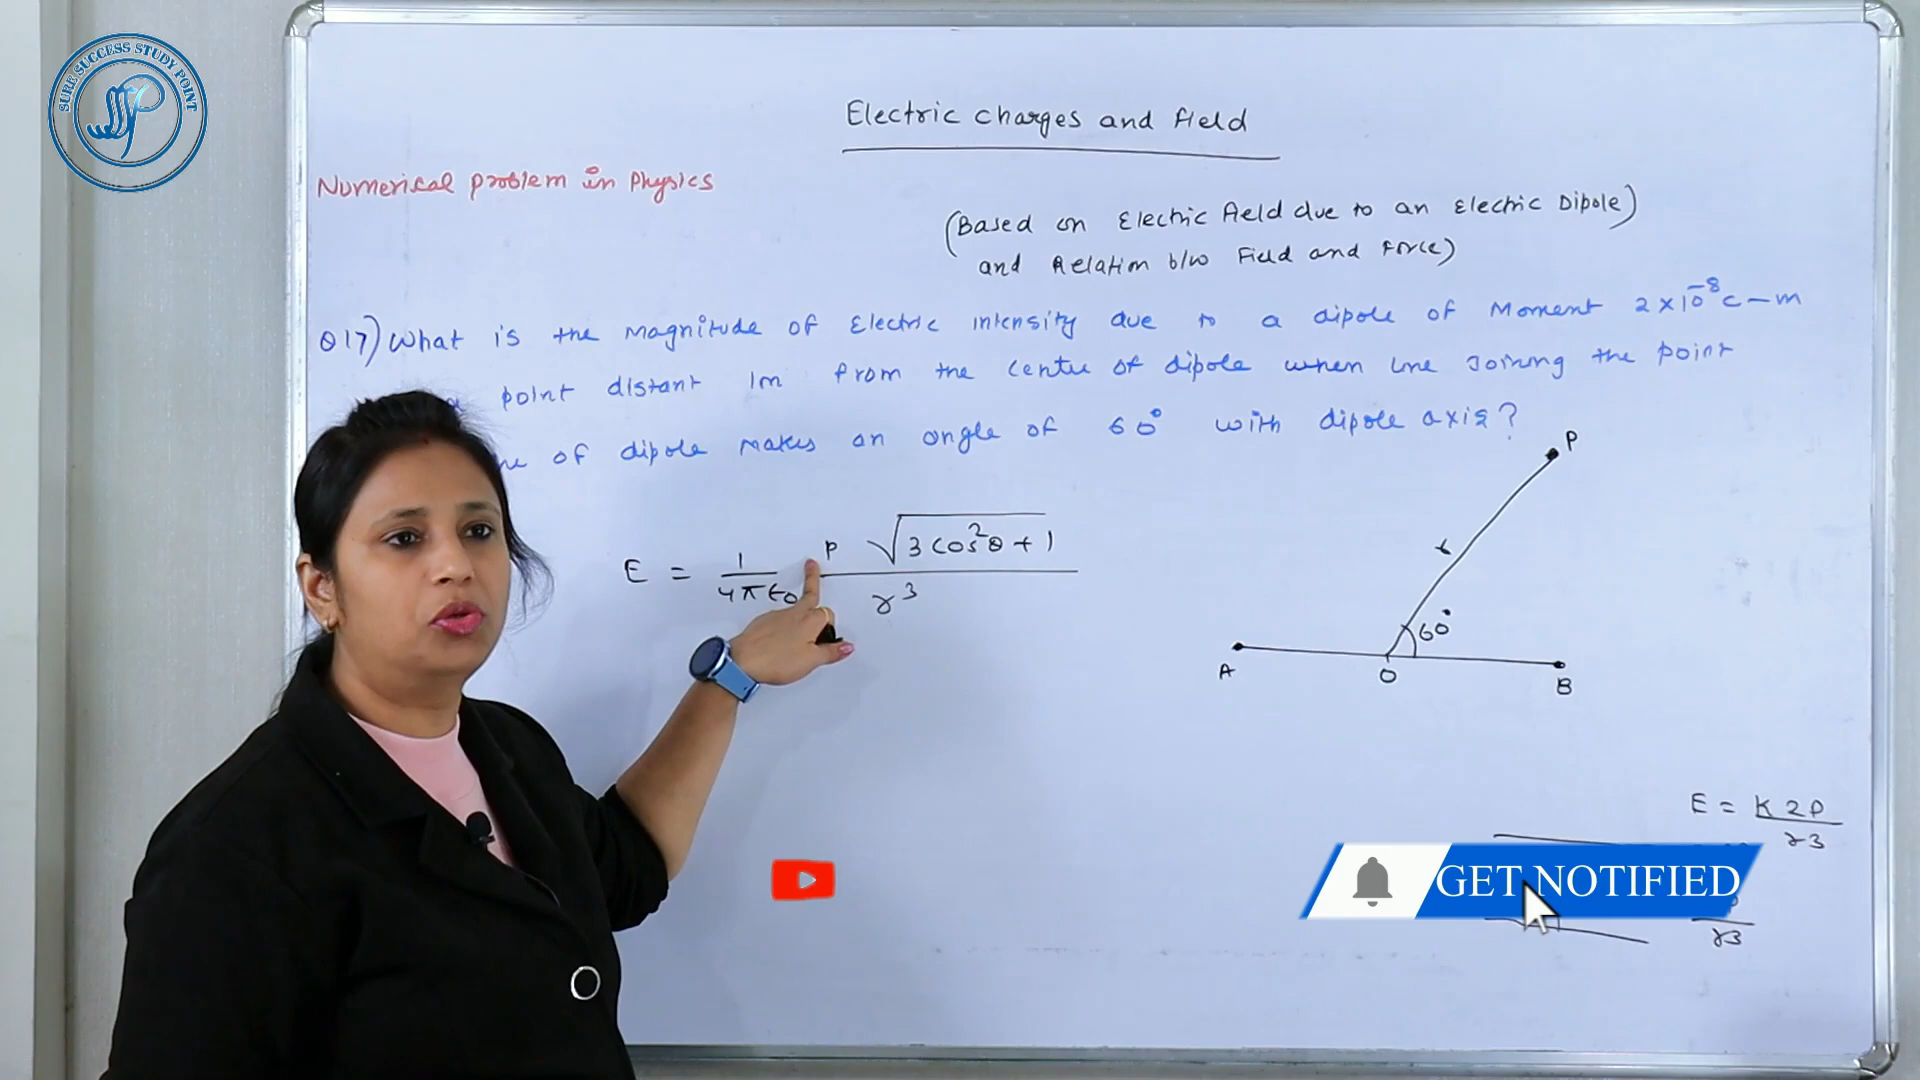 SURE SUCCESS STUDY POINT
Electric charges and field
Numerical problem in Physics
(Based on Electric Field due to an Electric Dipole)
and Relation b/w Field and Force)
Q17) What is the magnitude of Electric intensity due to a dipole of Moment 2×10⁻⁸ C-m
a point distant 1m from the centre of dipole when line Joining the point
of dipole makes an angle of 60° with dipole axis?
P
E = 1/4πε₀ P √(3cos²θ+1) / r³
r
60°
A O B
E = K2P / r3
GET NOTIFIED
r3